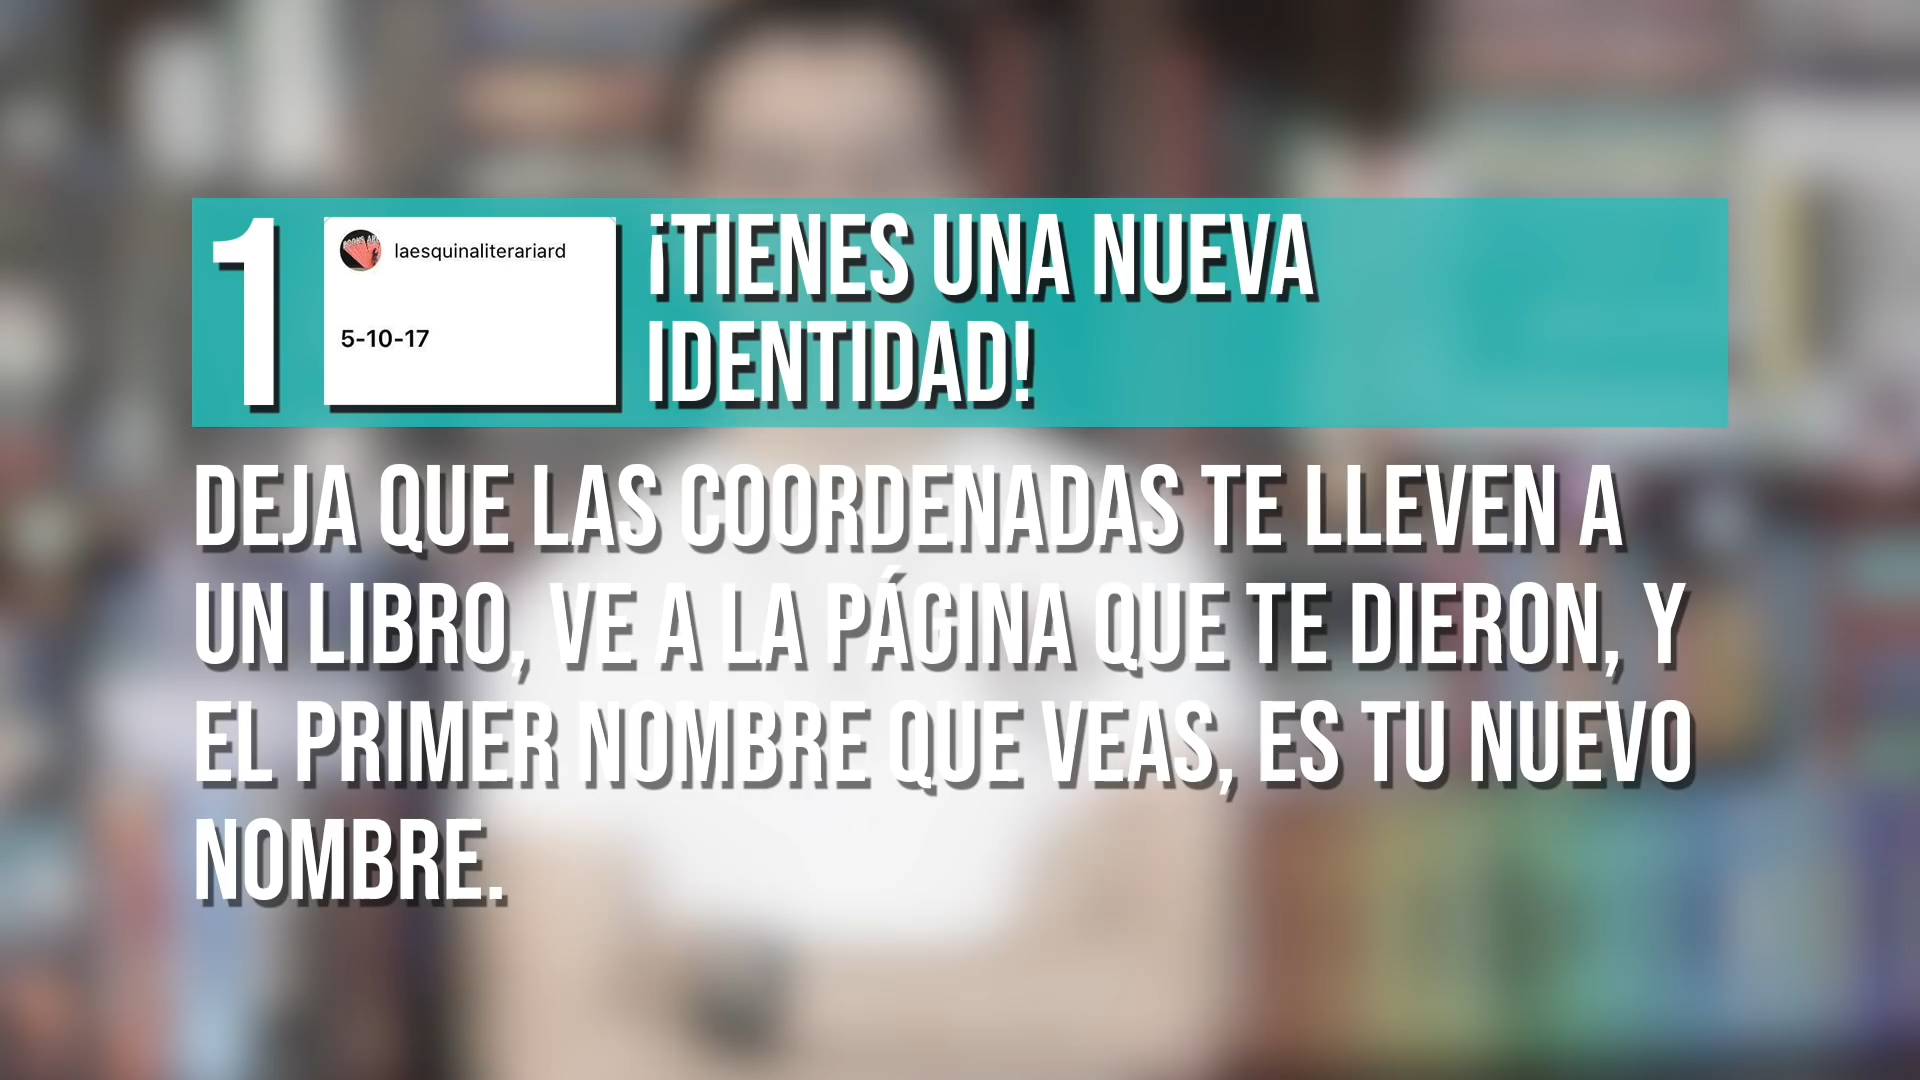 1
laesquinaliterariard
5-10-17
¡TIENES UNA NUEVA
IDENTIDAD!
DEJA QUE LAS COORDENADAS TE LLEVEN A
UN LIBRO, VE A LA PÁGINA QUE TE DIERON, Y
EL PRIMER NOMBRE QUE VEAS, ES TU NUEVO
NOMBRE.